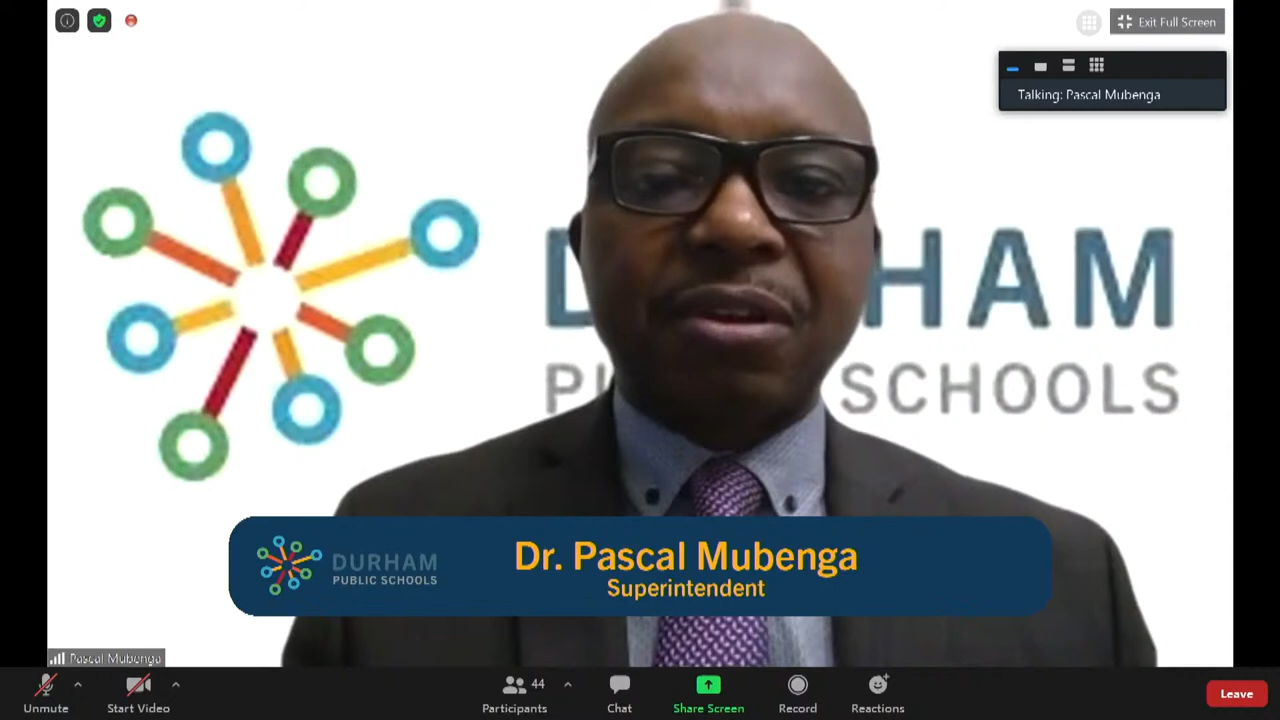 Exit Full Screen
Talking: Pascal Mubenga
HAM
SCHOOLS
DURHAM
PUBLIC SCHOOLS
Dr. Pascal Mubenga
Superintendent
Pascal Mubenga
Unmute
Start Video
44
Participants
Chat
Share Screen
Record
Reactions
Leave